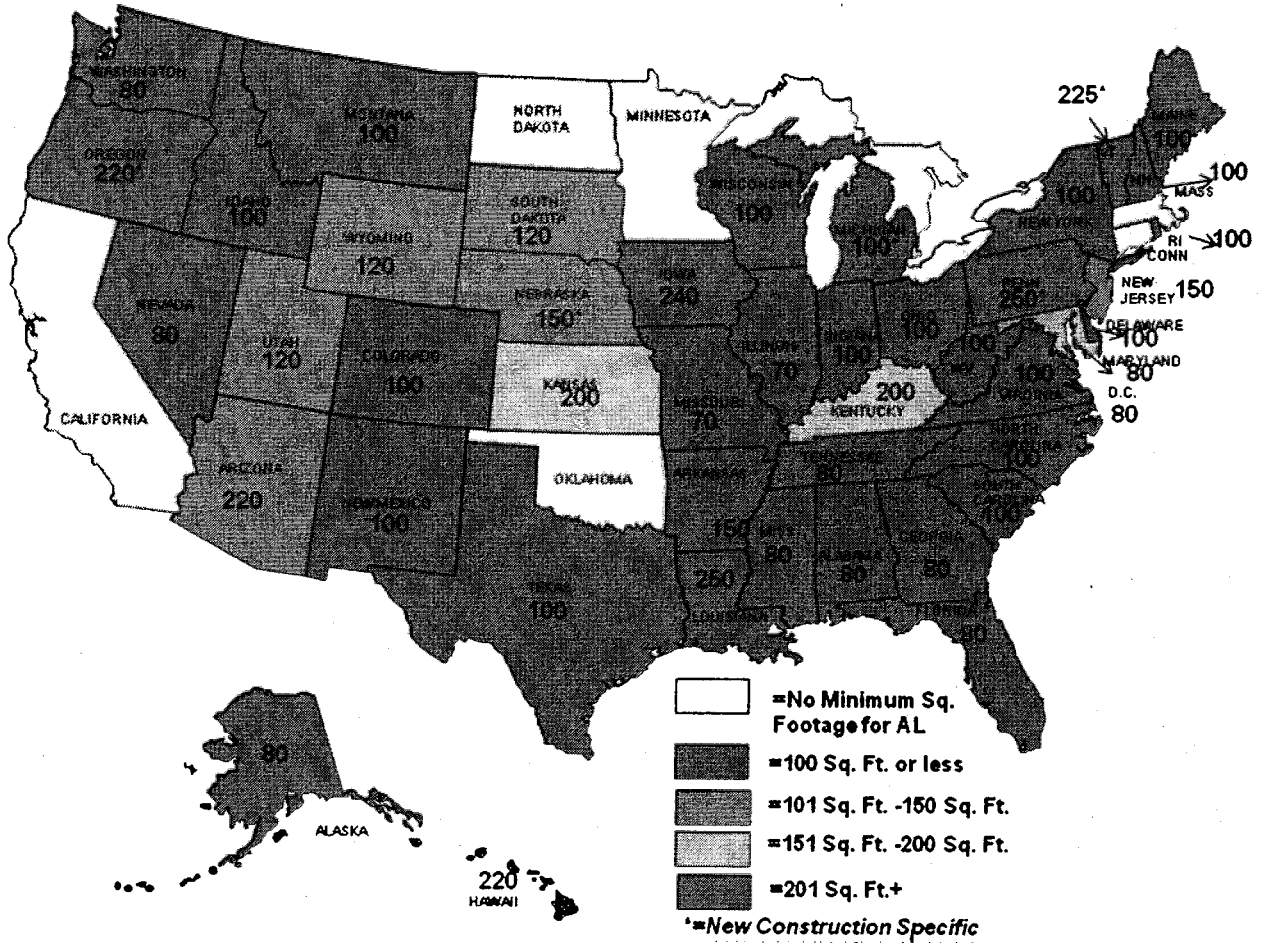 WASHINGTON
80
OREGON
220*
CALIFORNIA
NEVADA
80
IDAHO
100
MONTANA
100
WYOMING
120
UTAH
120
ARIZONA
220
COLORADO
100
NEW MEXICO
100
NORTH
DAKOTA
SOUTH
DAKOTA
120
NEBRASKA
150*
KANSAS
200
OKLAHOMA
TEXAS
100
MINNESOTA
IOWA
240
MISSOURI
70
ARKANSAS
150
250
LOUISIANA
WISCONSIN
100
ILLINOIS
70
MICHIGAN
100*
INDIANA
100
100
200
KENTUCKY
TENNESSEE
80
MISS
80
ALABAMA
80
GEORGIA
80
FLORIDA
80
SOUTH
CAROLINA
100
NORTH
CAROLINA
100
100
VIRGINIA
100
WV
PENN
250*
100
NEW YORK
225*
MAINE
100
NH
100
MASS
RI
100
CONN
NEW
JERSEY 150
DELAWARE
100
MARYLAND
80
D.C.
80
80
ALASKA
220
HAWAII
=No Minimum Sq.
Footage for AL
=100 Sq. Ft. or less
=101 Sq. Ft. -150 Sq. Ft.
=151 Sq. Ft. -200 Sq. Ft.
=201 Sq. Ft.+
*=New Construction Specific